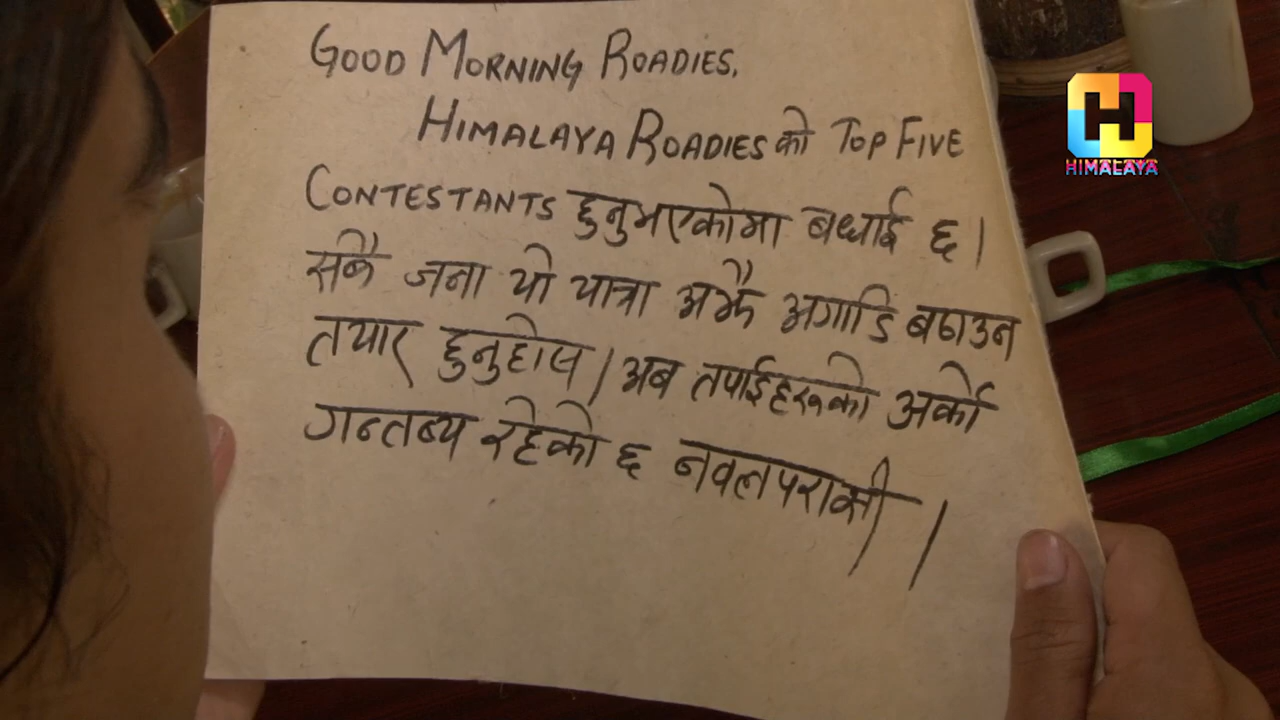 GOOD MORNING ROADIES,
HIMALAYA ROADIES को TOP FIVE
CONTESTANTS हुनुभएकोमा बधाई छ।
सबै जना यो यात्रा अझै अगाडि बढाउन
तयार हुनुहोस। अब तपाईहरूको अर्को
गन्तब्य रहेको छ नवलपरासी।
H
HIMALAYA